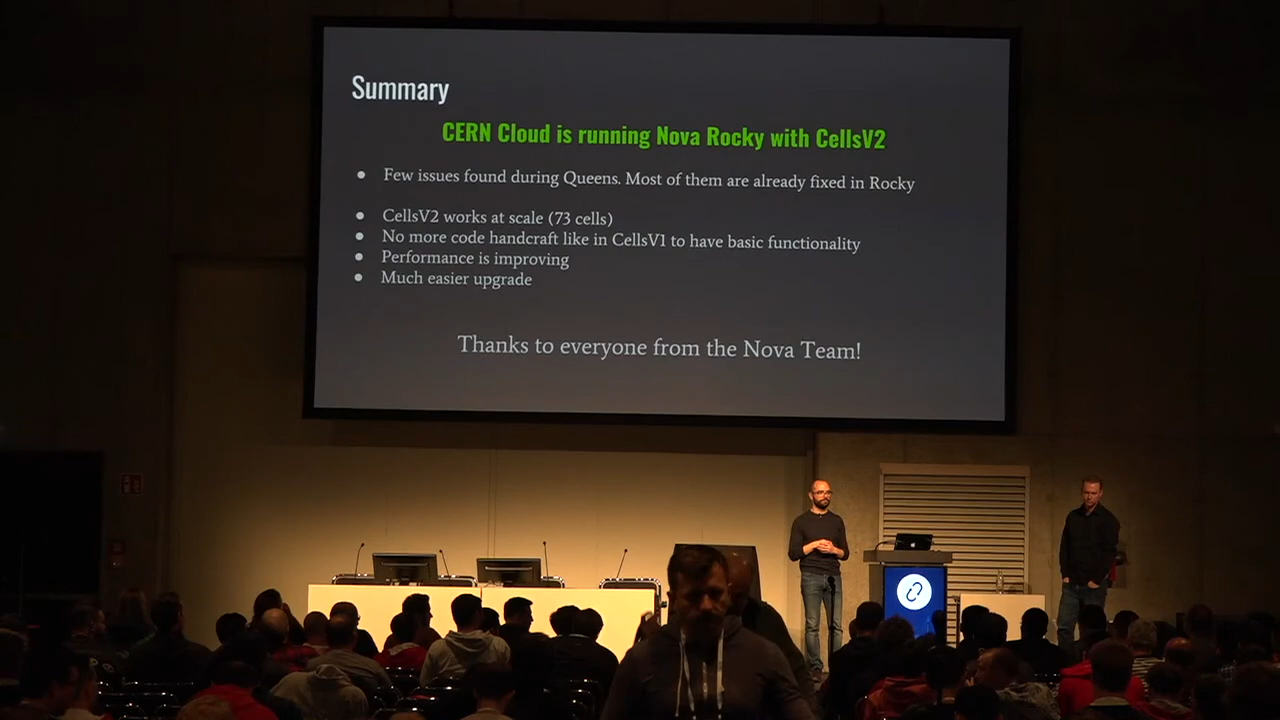 Summary
CERN Cloud is running Nova Rocky with CellsV2
Few issues found during Queens. Most of them are already fixed in Rocky
CellsV2 works at scale (73 cells)
No more code handcraft like in CellsV1 to have basic functionality
Performance is improving
Much easier upgrade
Thanks to everyone from the Nova Team!